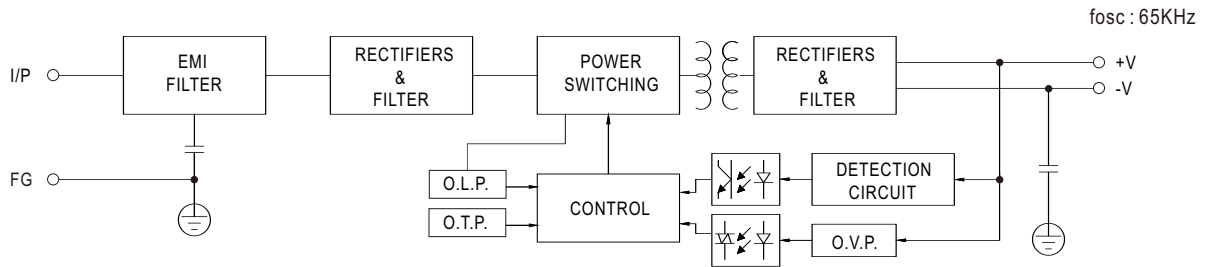 fosc : 65KHz
I/P
EMI
FILTER
RECTIFIERS
&
FILTER
POWER
SWITCHING
RECTIFIERS
&
FILTER
+V
-V
FG
O.L.P.
O.T.P.
CONTROL
DETECTION
CIRCUIT
O.V.P.